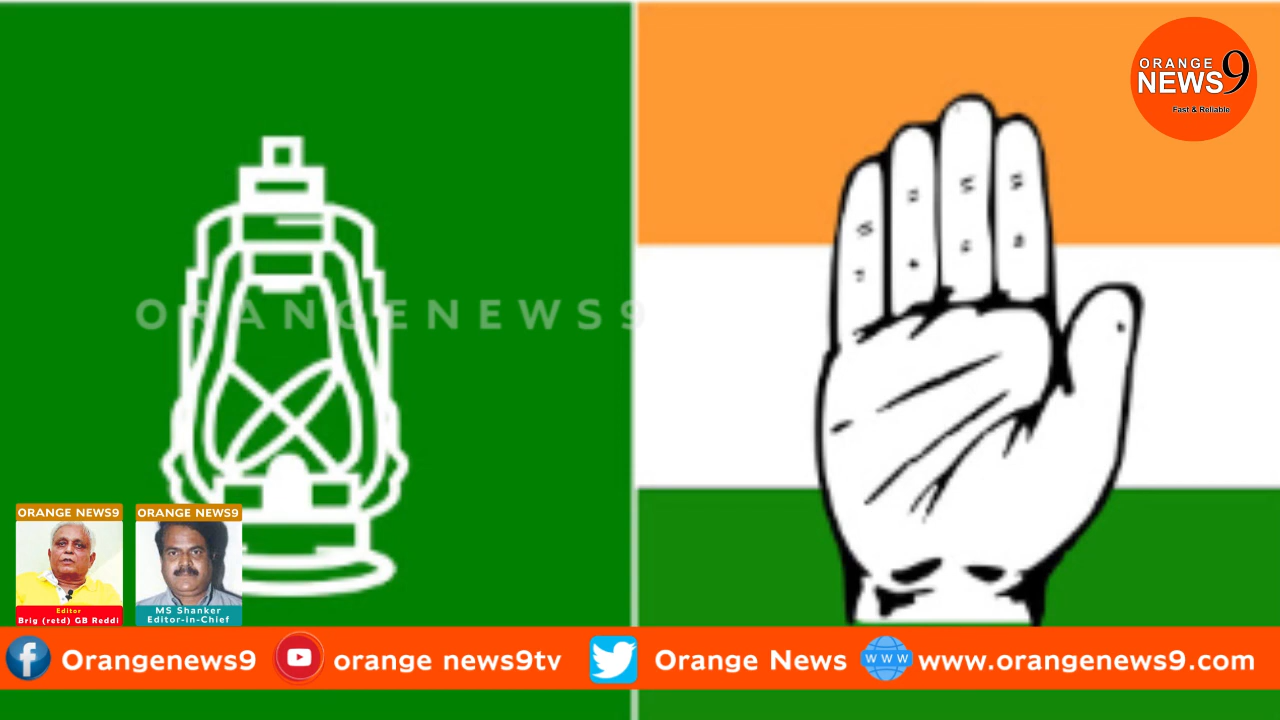 ORANGE
NEWS9
Fast & Reliable
ORANGENEWS9
ORANGE NEWS9
Editor
Brig (retd) GB Reddi
ORANGE NEWS9
MS Shanker
Editor-in-Chief
Orangenews9
orange news9tv
Orange News
www
www.orangenews9.com